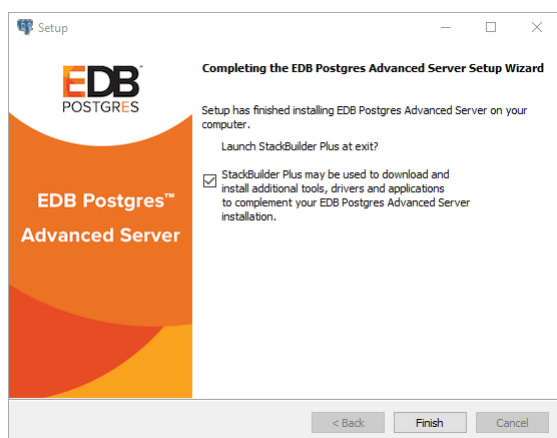 Setup
EDB
POSTGRES
EDB Postgres™
Advanced Server
Completing the EDB Postgres Advanced Server Setup Wizard
Setup has finished installing EDB Postgres Advanced Server on your
computer.
Launch StackBuilder Plus at exit?
StackBuilder Plus may be used to download and
install additional tools, drivers and applications
to complement your EDB Postgres Advanced Server
installation.
< Back
Finish
Cancel